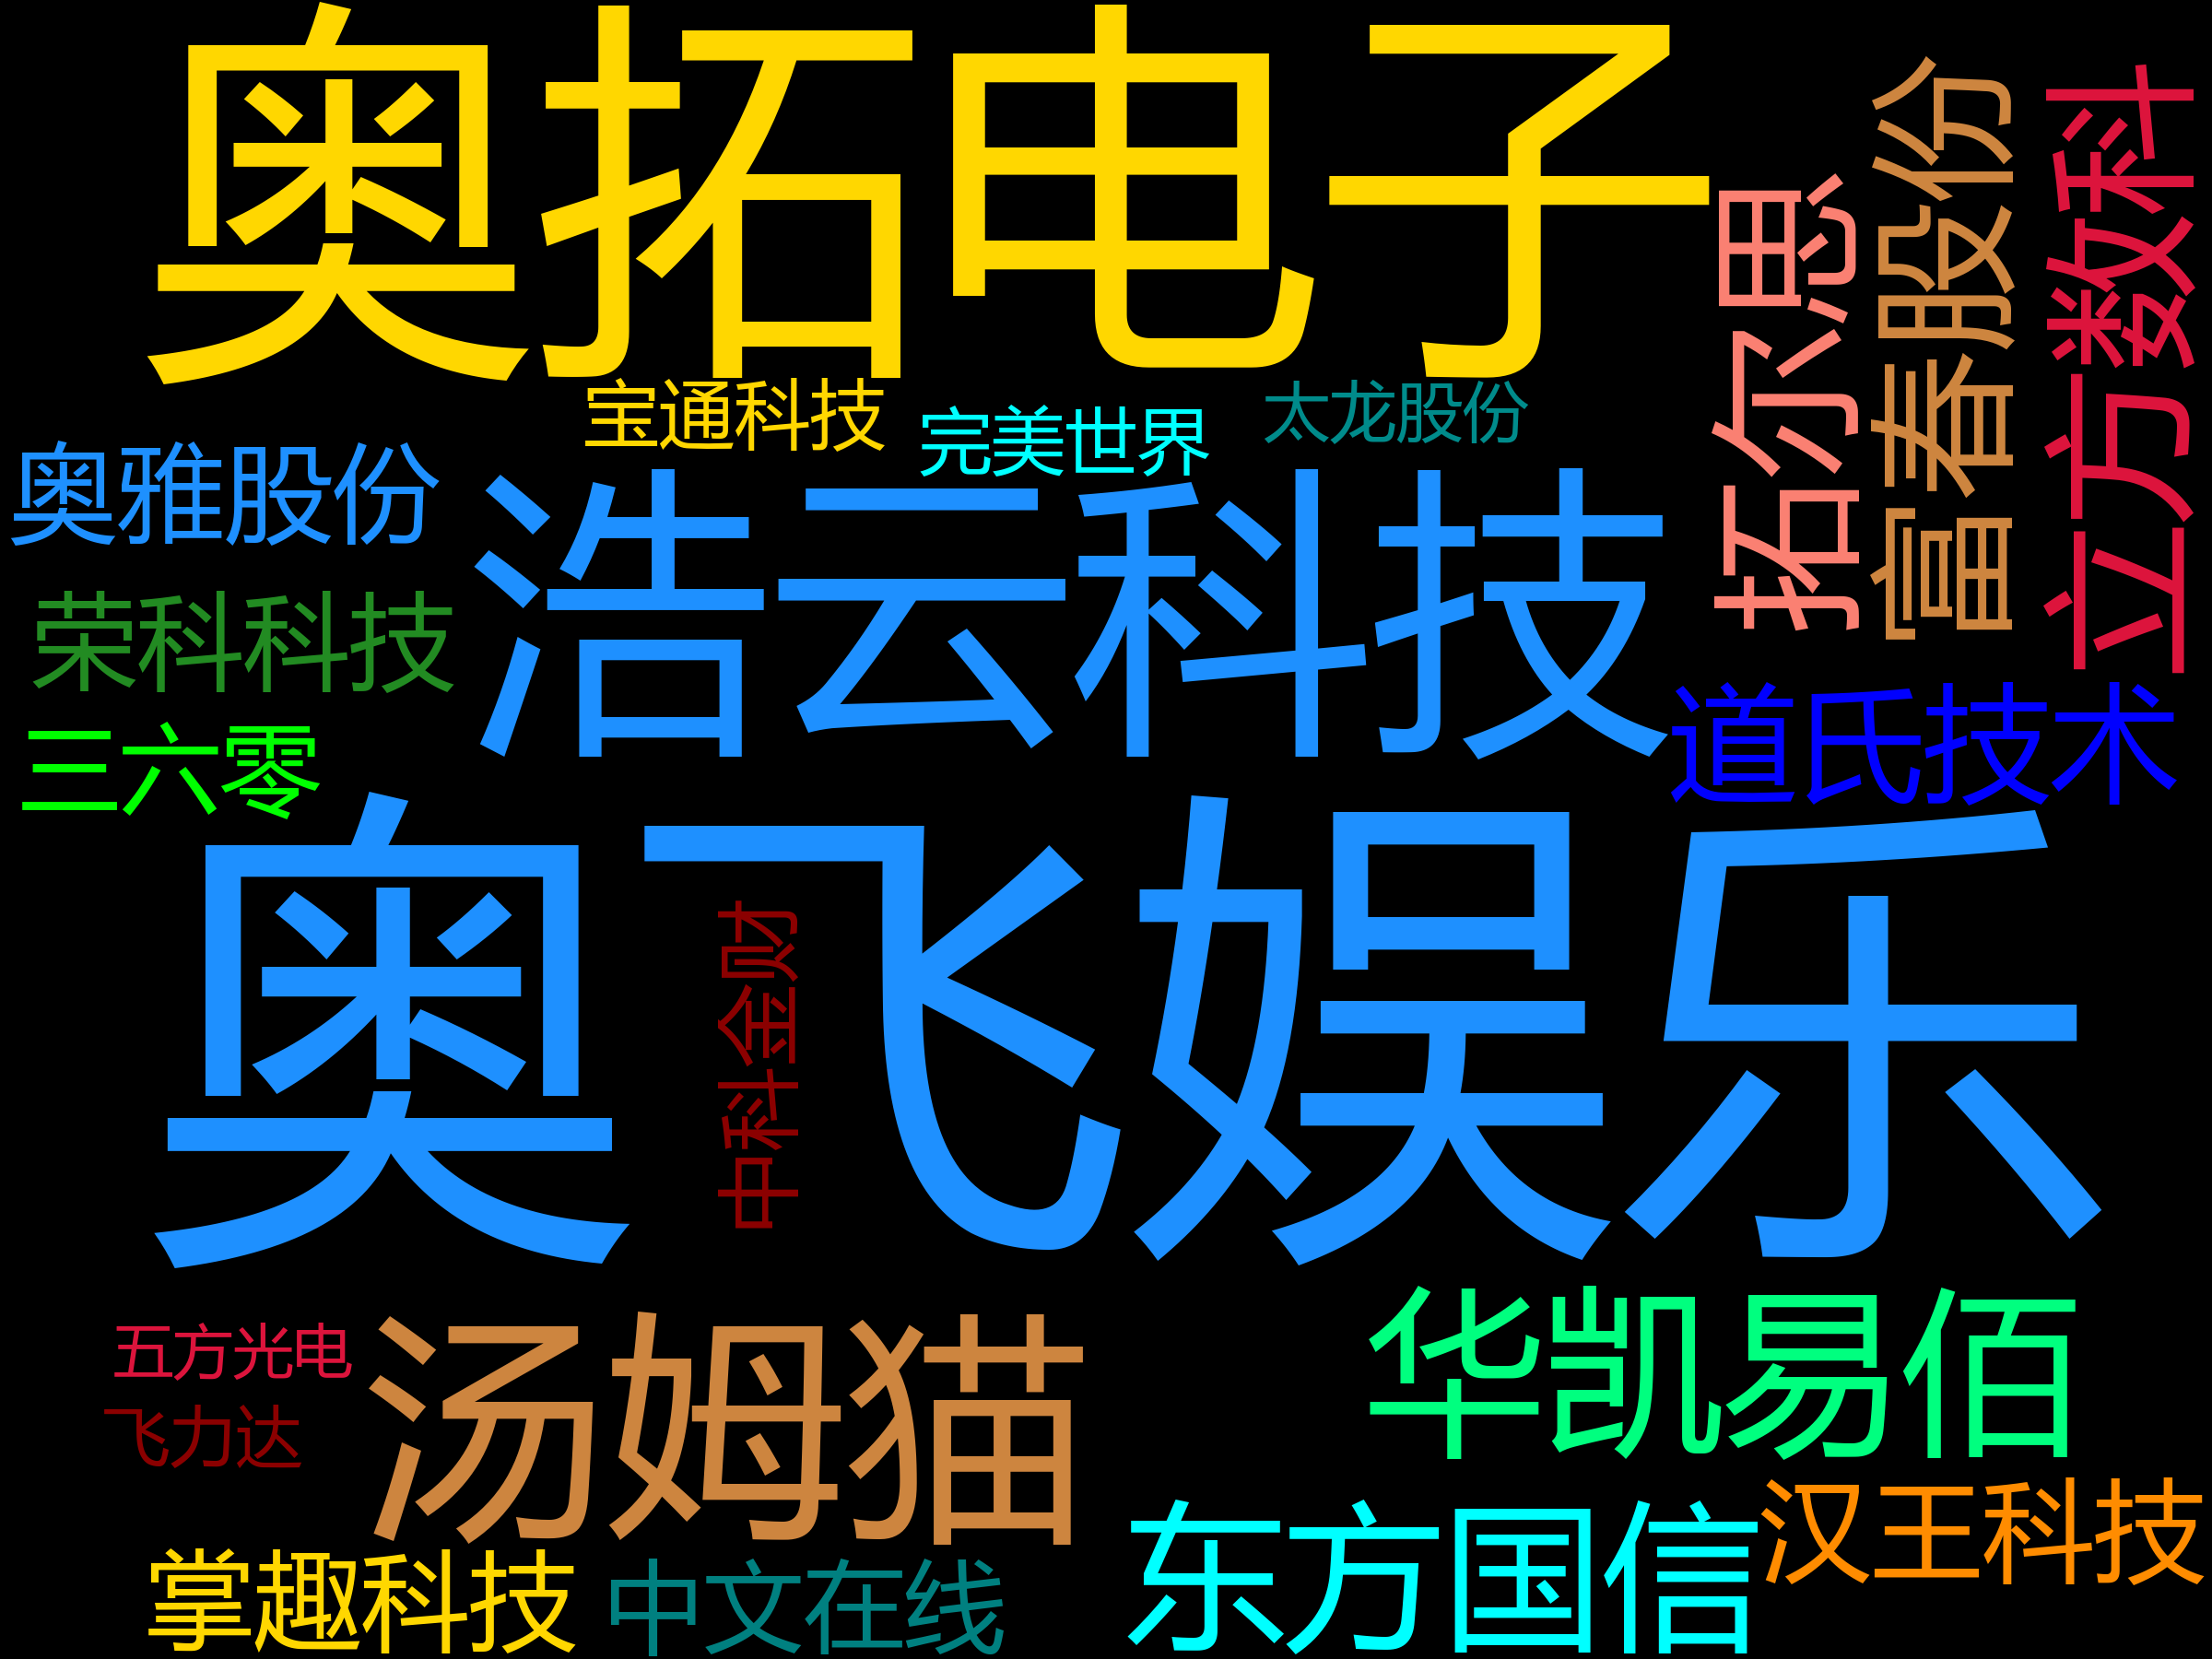 奥拓电子
拓尔思
富春股份
立方数科
宝通科技
完美世界
太龙股份
奥雅股份
浩云科技
荣科科技
三六零
道氏技术
奥飞娱乐
中科金财
五方光电
汤姆猫
华凯易佰
飞力达
汉王科技
东方国信
掌趣科技
中文在线